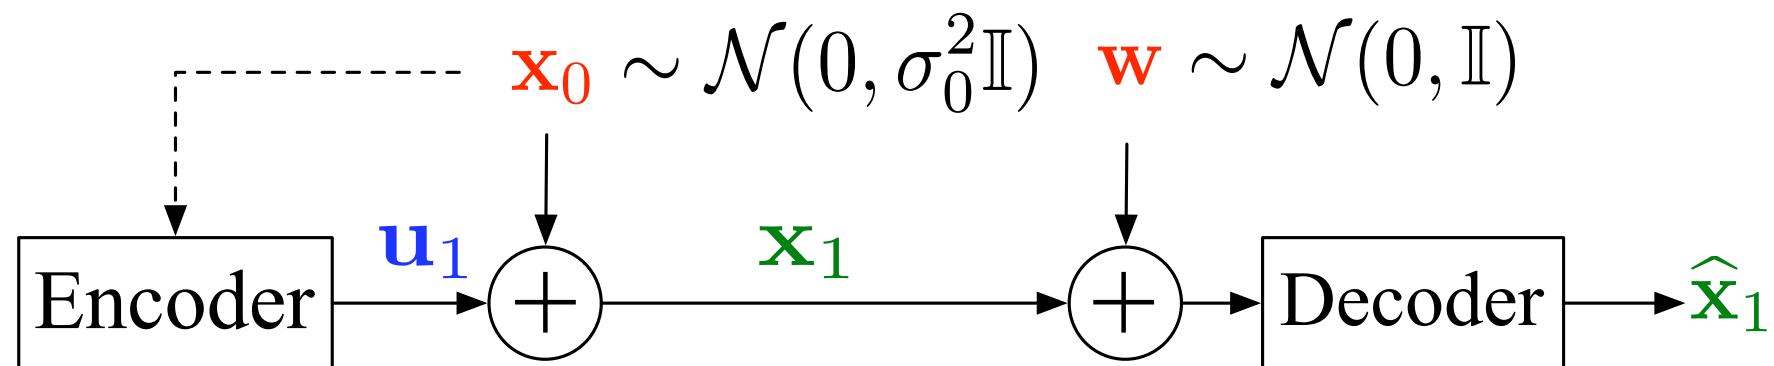 x₀ ∼ 𝒩(0, σ₀²𝕀) w ∼ 𝒩(0, 𝕀)
u₁ x₁
Encoder + + Decoder x̂₁